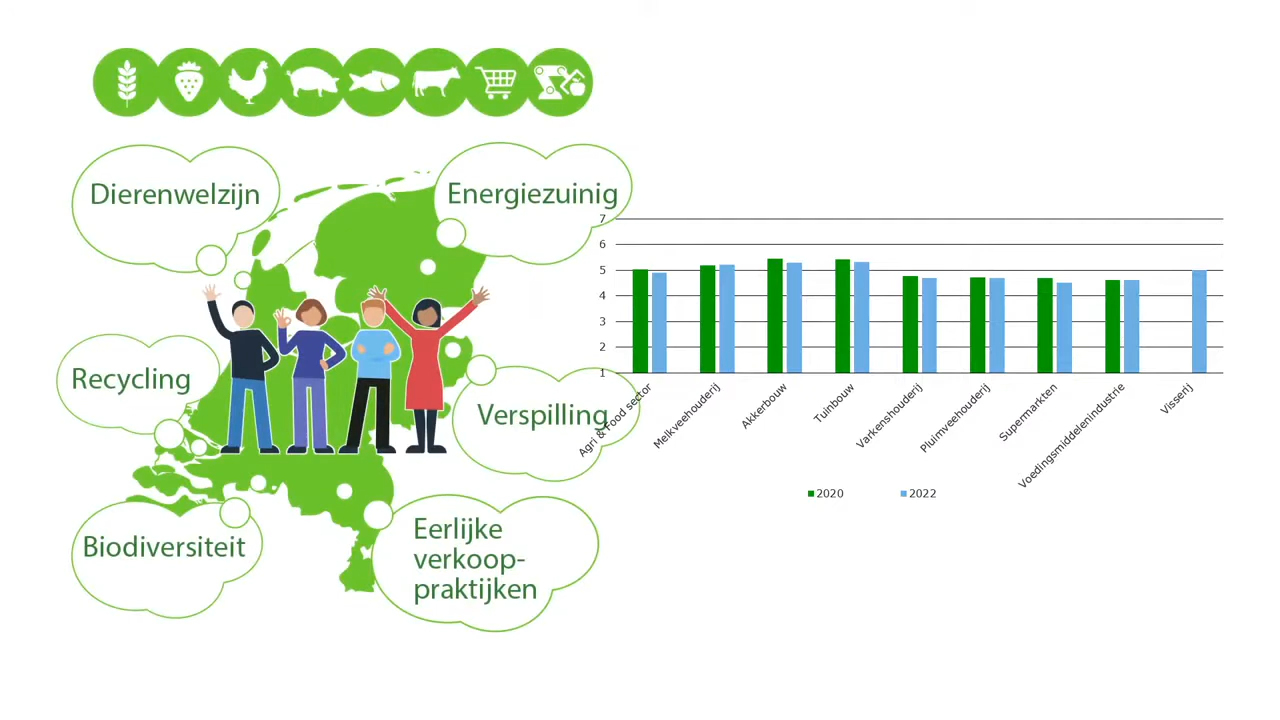 Dierenwelzijn
Energiezuinig
Recycling
Verspilling
Biodiversiteit
Eerlijke
verkoop-
praktijken
7
6
5
4
3
2
1
Agri & Food sector
Melkveehouderij
Akkerbouw
Tuinbouw
Varkenshouderij
Pluimveehouderij
Supermarkten
Voedingsmiddelenindustrie
Visserij
2020
2022